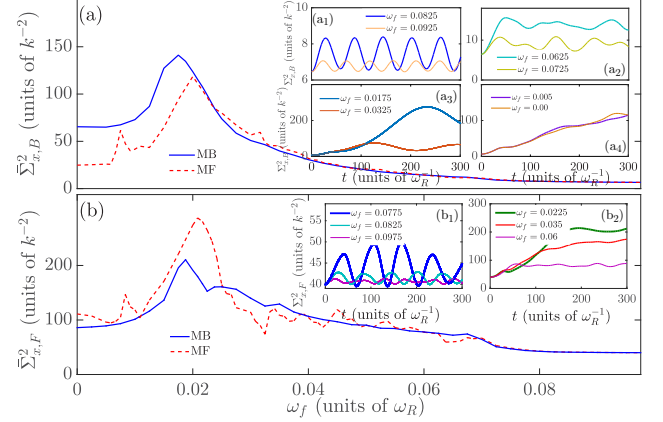 (a)
Σ̄²x,B (units of k⁻²)
150
100
50
0
MB
MF
(a₁)
Σ²x,B (units of k⁻²)
10
8
6
ωf = 0.0825
ωf = 0.0925
(a₂)
15
10
5
ωf = 0.0625
ωf = 0.0725
(a₃)
Σ²x,B (units of k⁻²)
200
0
ωf = 0.0175
ωf = 0.0325
0 100 200 300
t (units of ωR⁻¹)
(a₄)
ωf = 0.005
ωf = 0.00
0 100 200 300
t (units of ωR⁻¹)
(b)
Σ̄²x,F (units of k⁻²)
200
100
0
MB
MF
(b₁)
Σ²x,F (units of k⁻²)
55
50
45
40
ωf = 0.0775
ωf = 0.0825
ωf = 0.0975
0 100 200 300
t (units of ωR⁻¹)
(b₂)
300
200
100
0
ωf = 0.0225
ωf = 0.035
ωf = 0.06
0 100 200 300
t (units of ωR⁻¹)
0 0.02 0.04 0.06 0.08
ωf (units of ωR)